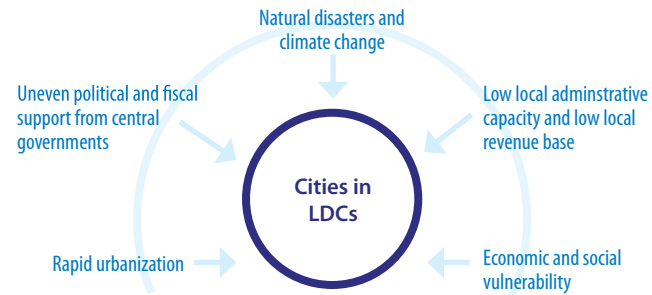 Natural disasters and
climate change
Uneven political and fiscal
support from central
governments
Low local adminstrative
capacity and low local
revenue base
Cities in
LDCs
Rapid urbanization
Economic and social
vulnerability